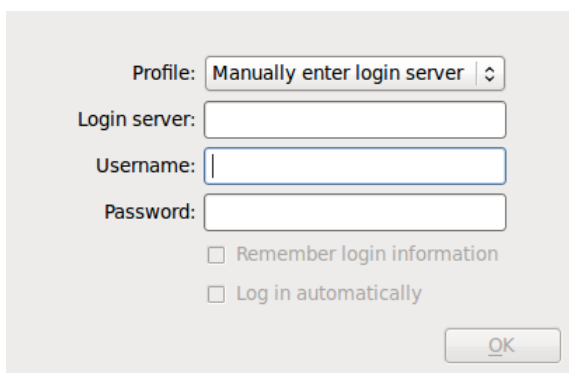 Profile: Manually enter login server
Login server:
Username:
Password:
Remember login information
Log in automatically
OK